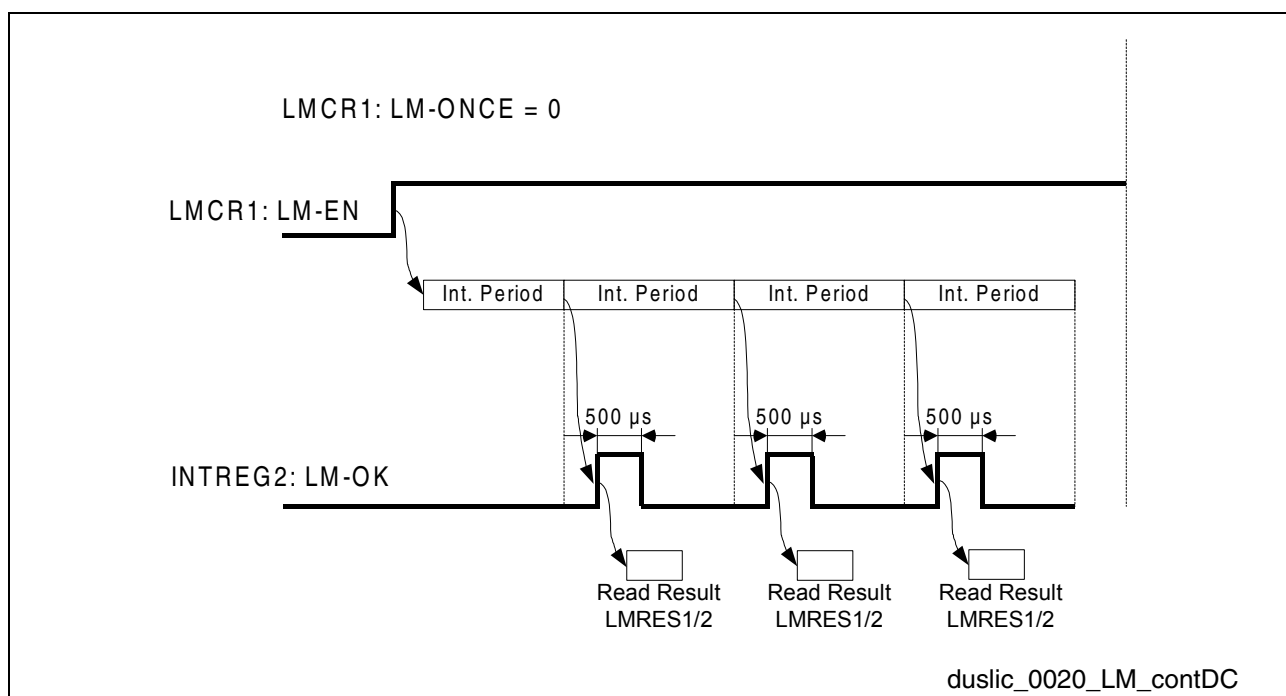 LMCR1: LM-ONCE = 0
LMCR1: LM-EN
Int. Period Int. Period Int. Period Int. Period
500 µs 500 µs 500 µs
INTREG2: LM-OK
Read Result Read Result Read Result
LMRES1/2 LMRES1/2 LMRES1/2
duslic_0020_LM_contDC